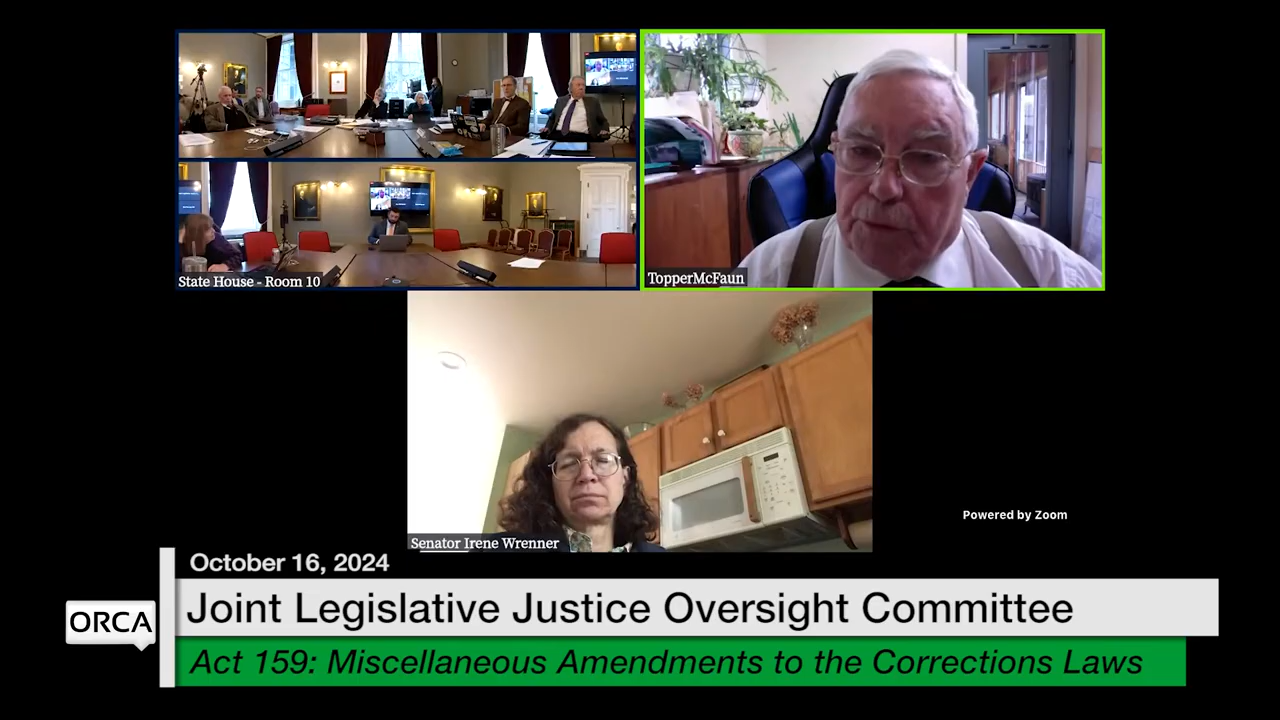 State House - Room 10
TopperMcFaun
Senator Irene Wrenner
Powered by Zoom
October 16, 2024
ORCA
Joint Legislative Justice Oversight Committee
Act 159: Miscellaneous Amendments to the Corrections Laws